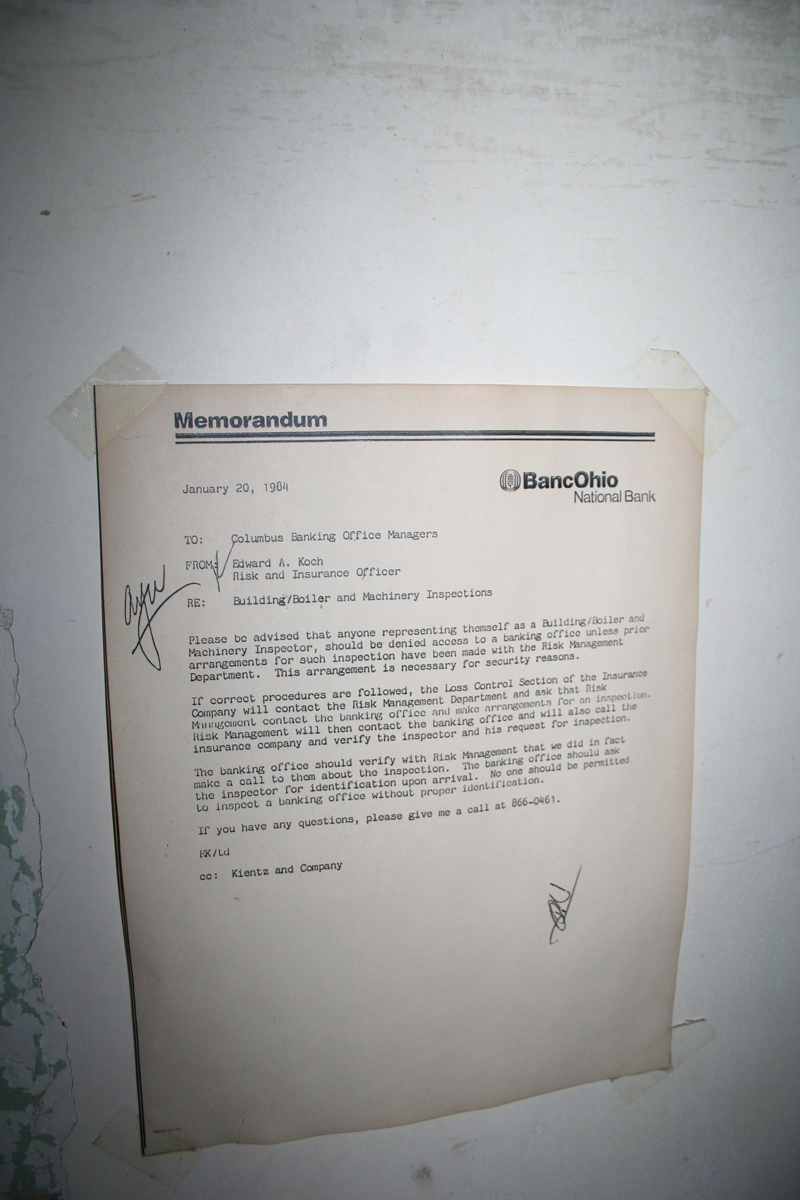 Memorandum
January 20, 1984
BancOhio
National Bank
TO: Columbus Banking Office Managers
FROM: Edward A. Koch
Risk and Insurance Officer
RE: Building/Boiler and Machinery Inspections
Please be advised that anyone representing themself as a Building/Boiler and
Machinery Inspector, should be denied access to a banking office unless prior
arrangements for such inspection have been made with the Risk Management
Department. This arrangement is necessary for security reasons.
If correct procedures are followed, the Loss Control Section of the Insurance
Company will contact the Risk Management Department and ask that Risk
Management contact the banking office and make arrangements for an inspection.
Risk Management will then contact the banking office and will also call the
insurance company and verify the inspector and his request for inspection.
The banking office should verify with Risk Management that we did in fact
make a call to them about the inspection. The banking office should ask
the inspector for identification upon arrival. No one should be permitted
to inspect a banking office without proper identification.
If you have any questions, please give me a call at 866-0461.
EK/td
cc: Kientz and Company